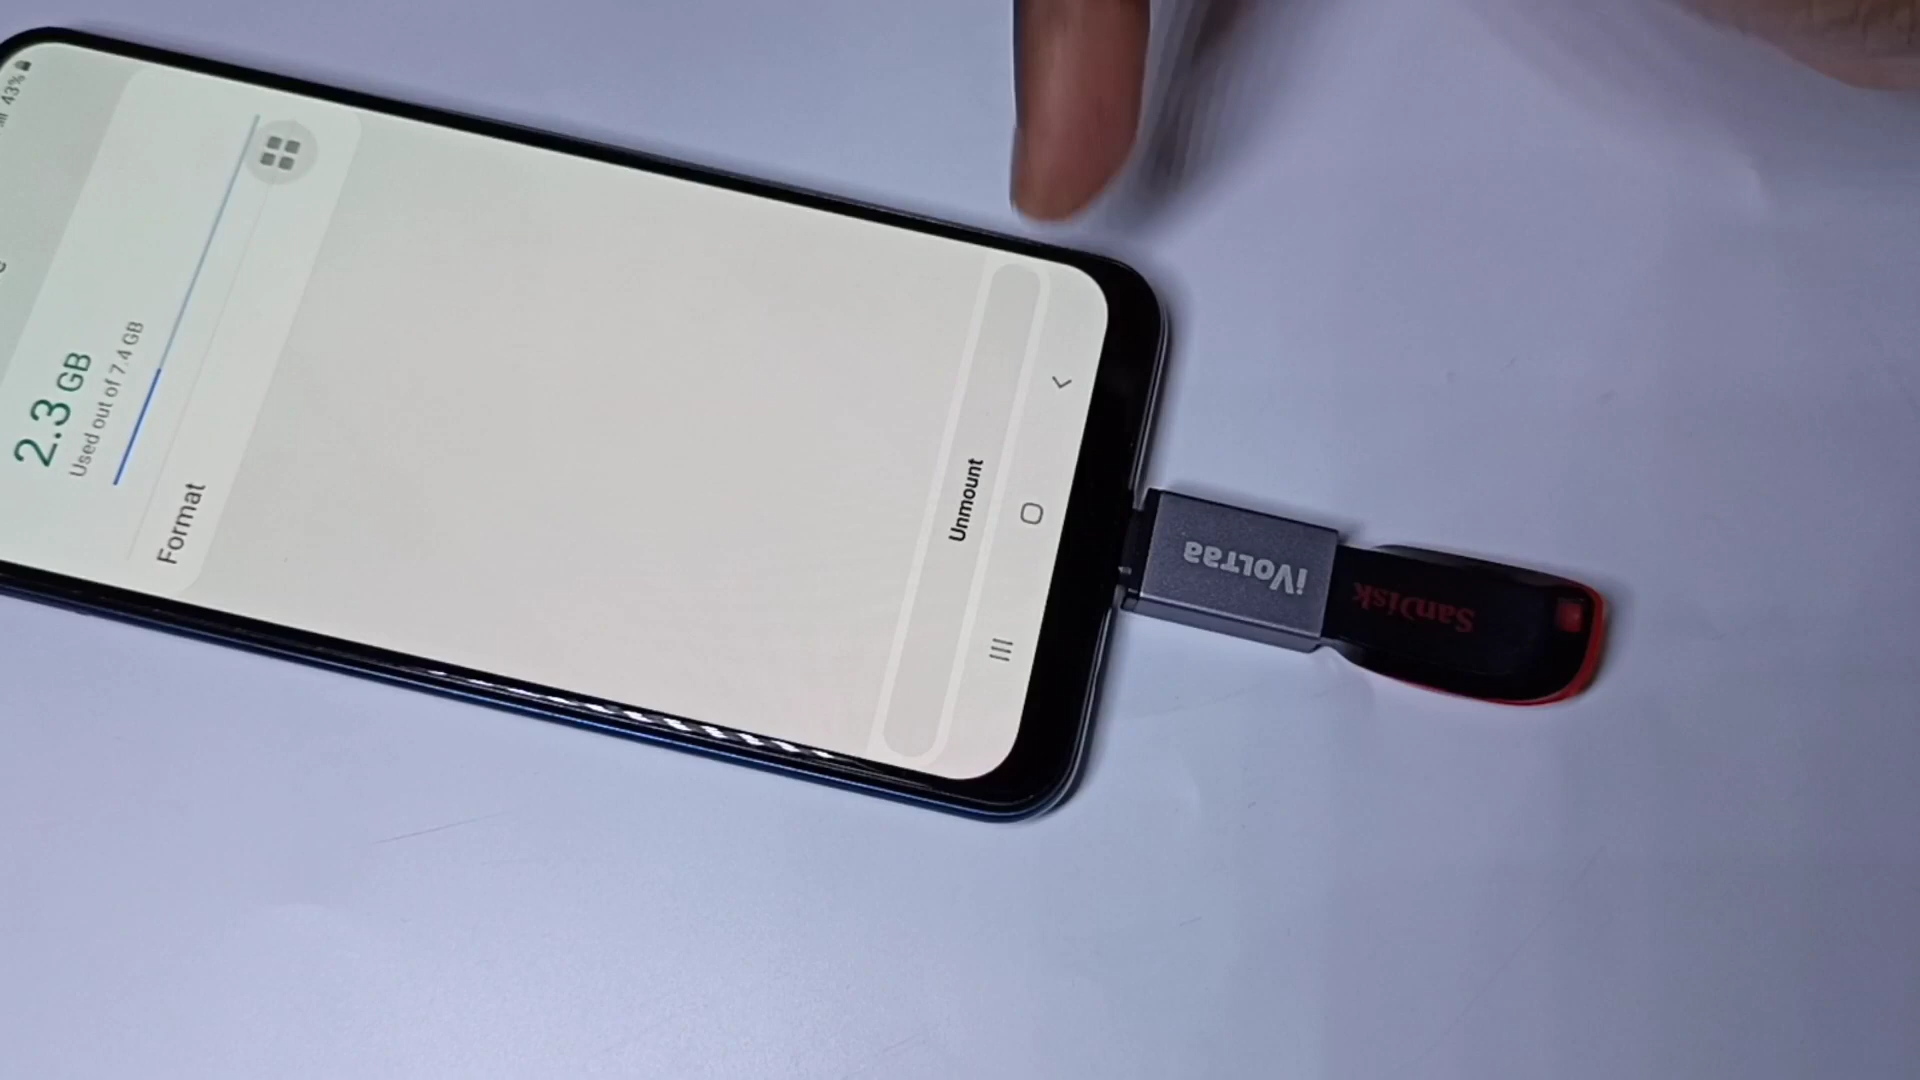 43%
2.3 GB
Used out of 7.4 GB
Format
Unmount
iVoLTaa
SanDisk